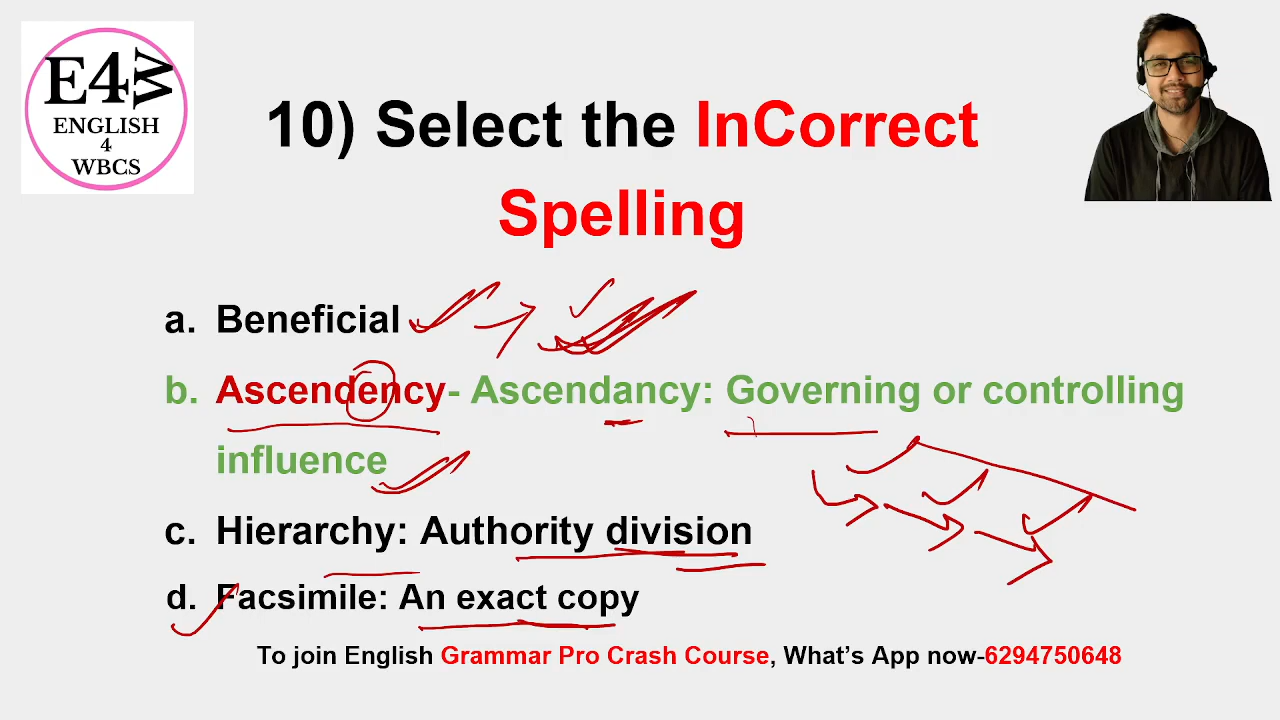 E4W
ENGLISH
4
WBCS
10) Select the InCorrect
Spelling
a. Beneficial
b. Ascendency- Ascendancy: Governing or controlling
influence
c. Hierarchy: Authority division
d. Facsimile: An exact copy
To join English Grammar Pro Crash Course, What’s App now-6294750648